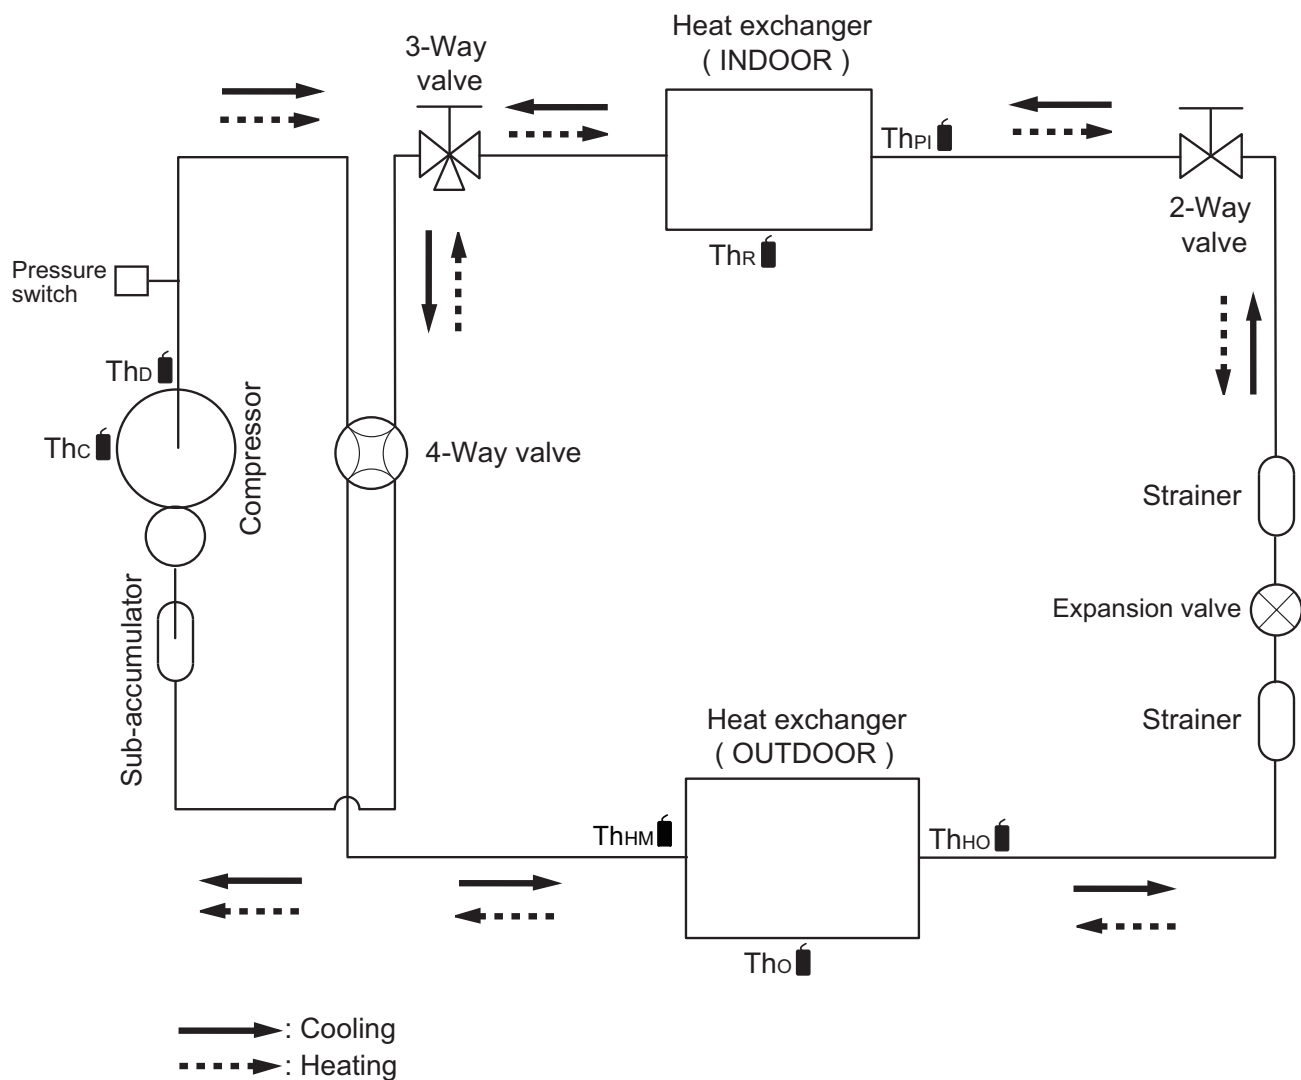 Heat exchanger
( INDOOR )
3-Way
valve
ThPI
2-Way
valve
ThR
Pressure
switch
ThD
Compressor
ThC
4-Way valve
Strainer
Expansion valve
Sub-accumulator
Strainer
Heat exchanger
( OUTDOOR )
ThHM
ThHO
ThO
: Cooling
: Heating